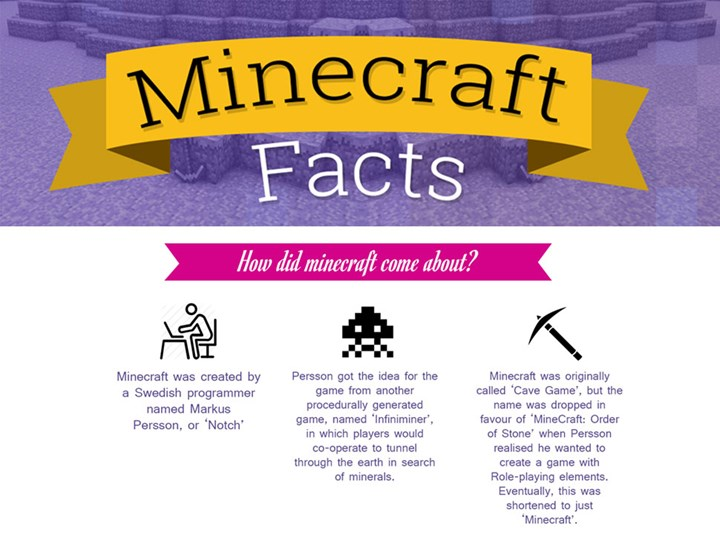 Minecraft
Facts
How did minecraft come about?
Minecraft was created by
a Swedish programmer
named Markus
Persson, or ‘Notch’
Persson got the idea for the
game from another
procedurally generated
game, named ‘Infiniminer’,
in which players would
co-operate to tunnel
through the earth in search
of minerals.
Minecraft was originally
called ‘Cave Game’, but the
name was dropped in
favour of ‘MineCraft: Order
of Stone’ when Persson
realised he wanted to
create a game with
Role-playing elements.
Eventually, this was
shortened to just
‘Minecraft’.